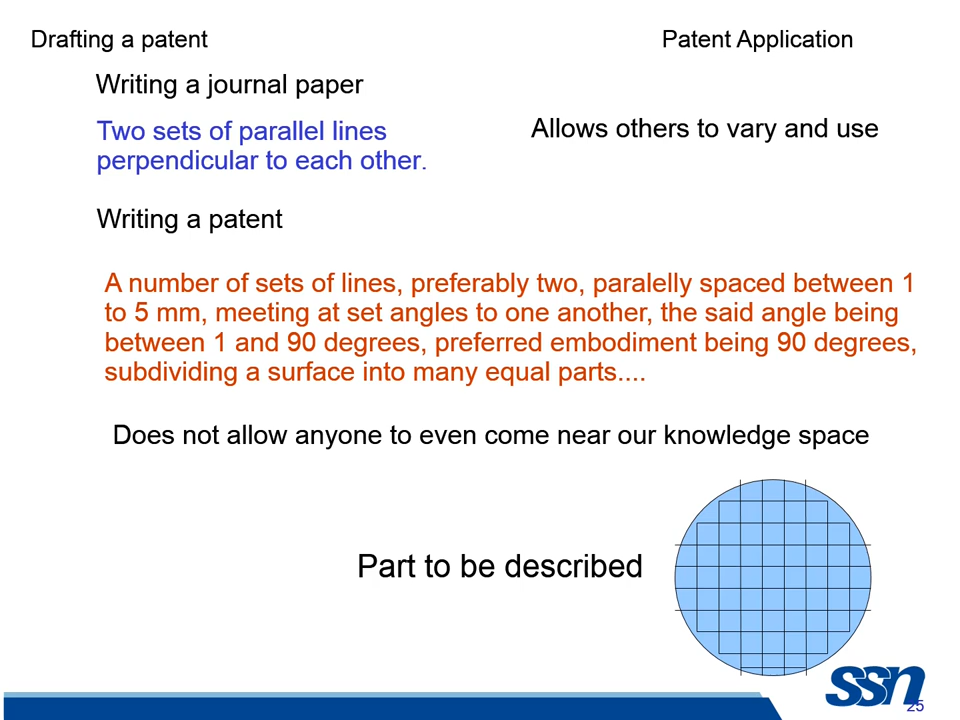 Drafting a patent
Patent Application
Writing a journal paper
Two sets of parallel lines
perpendicular to each other.
Allows others to vary and use
Writing a patent
A number of sets of lines, preferably two, paralelly spaced between 1
to 5 mm, meeting at set angles to one another, the said angle being
between 1 and 90 degrees, preferred embodiment being 90 degrees,
subdividing a surface into many equal parts....
Does not allow anyone to even come near our knowledge space
Part to be described
ssn
25